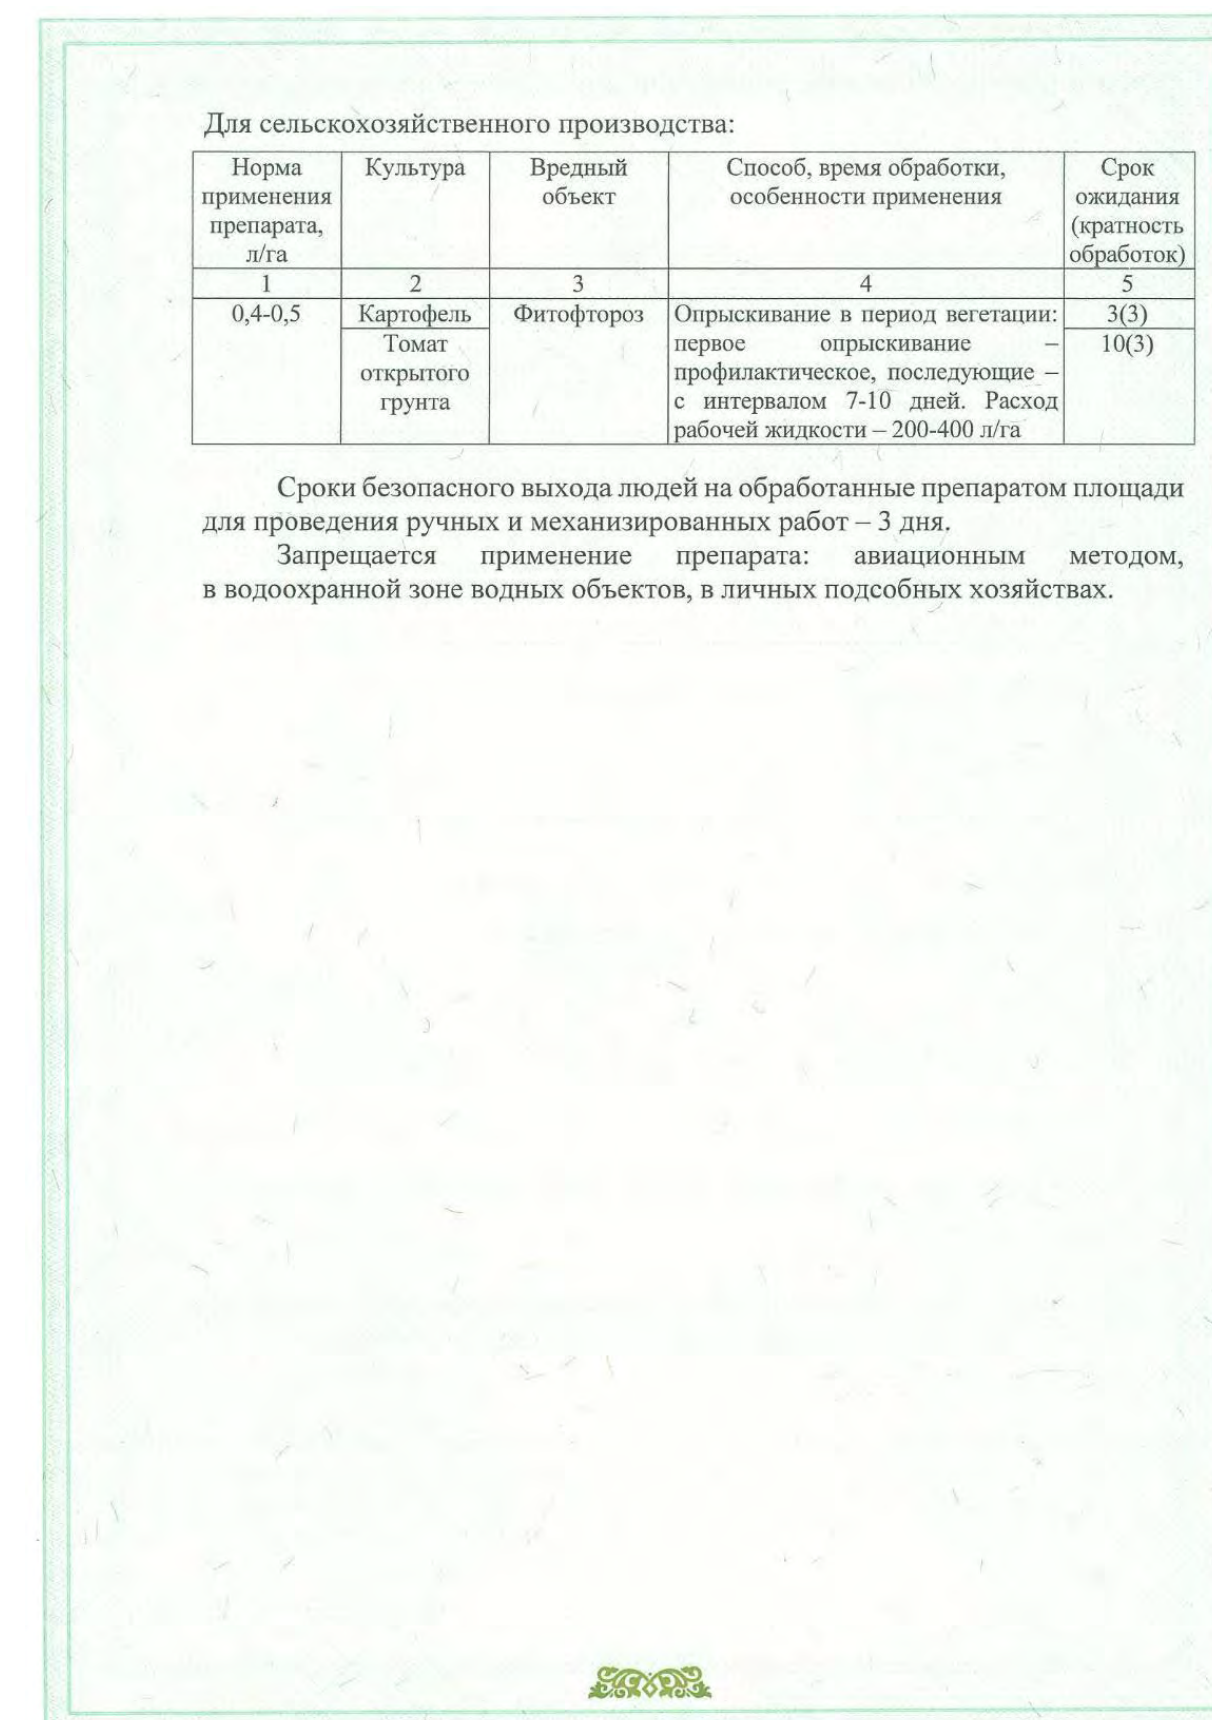 Для сельскохозяйственного производства:
Норма применения препарата, л/га
Культура
Вредный объект
Способ, время обработки, особенности применения
Срок ожидания (кратность обработок)
1 2 3 4 5
0,4-0,5
Картофель
Фитофтороз
Опрыскивание в период вегетации:
первое опрыскивание –
профилактическое, последующие –
с интервалом 7-10 дней. Расход
рабочей жидкости – 200-400 л/га
3(3)
Томат
открытого
грунта
10(3)
Сроки безопасного выхода людей на обработанные препаратом площади
для проведения ручных и механизированных работ – 3 дня.
Запрещается применение препарата: авиационным методом,
в водоохранной зоне водных объектов, в личных подсобных хозяйствах.